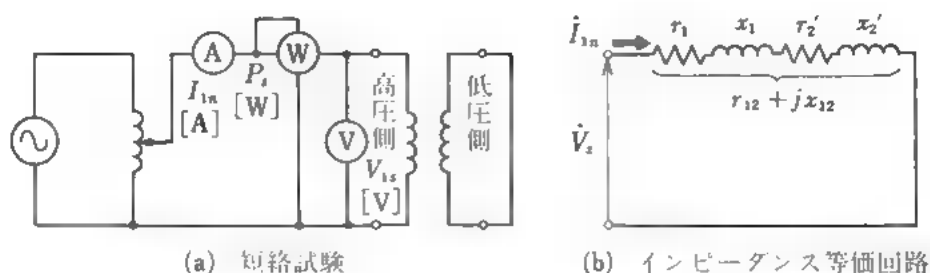 A
W
V
I₁ₙ
[A]
Pₛ
[W]
高圧側
V₁ₛ
[V]
低圧側
(a) 短絡試験
İ₁ₙ
r₁ x₁ r₂′ x₂′
r₁₂ + jx₁₂
V̇ₛ
(b) インピーダンス等価回路